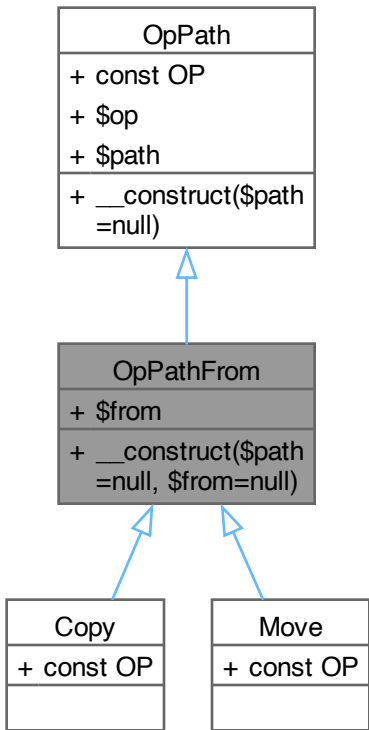 OpPath
+ const OP
+ $op
+ $path
+ __construct($path
=null)
OpPathFrom
+ $from
+ __construct($path
=null, $from=null)
Copy
+ const OP
Move
+ const OP